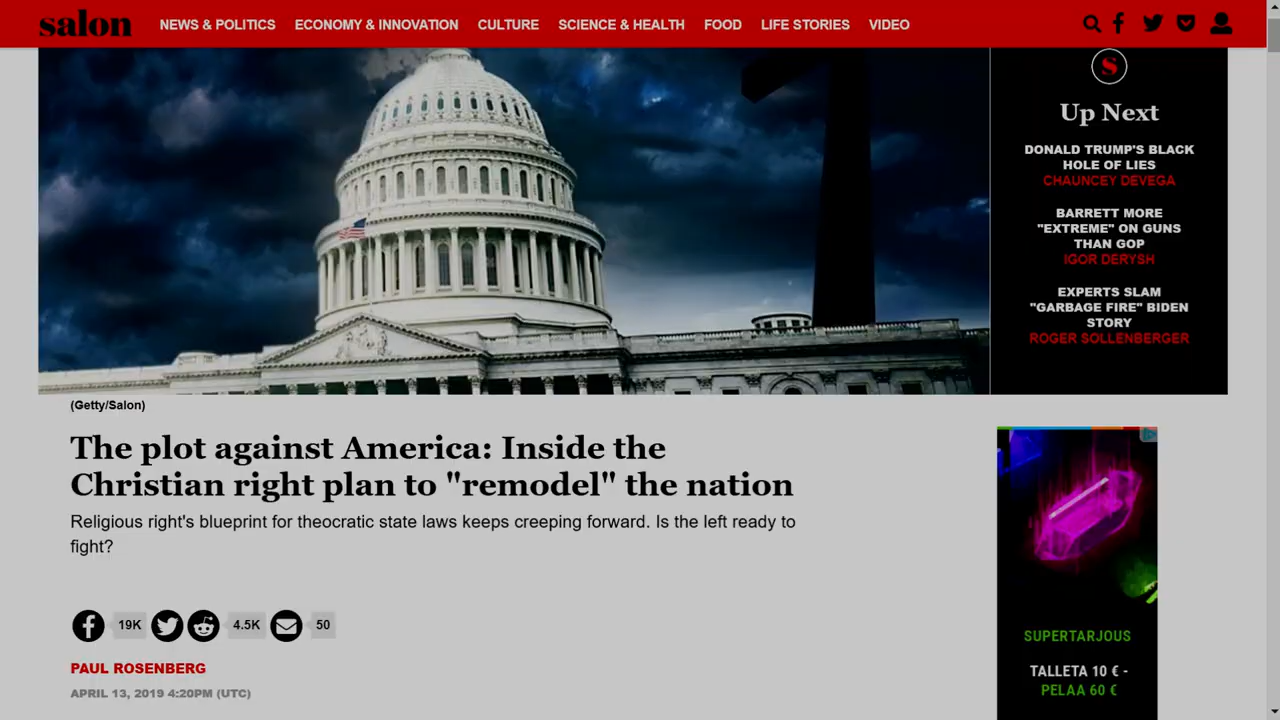 salon NEWS & POLITICS ECONOMY & INNOVATION CULTURE SCIENCE & HEALTH FOOD LIFE STORIES VIDEO
S
Up Next
DONALD TRUMP'S BLACK
HOLE OF LIES
CHAUNCEY DEVEGA
BARRETT MORE
"EXTREME" ON GUNS
THAN GOP
IGOR DERYSH
EXPERTS SLAM
"GARBAGE FIRE" BIDEN
STORY
ROGER SOLLENBERGER
(Getty/Salon)
The plot against America: Inside the
Christian right plan to "remodel" the nation
Religious right's blueprint for theocratic state laws keeps creeping forward. Is the left ready to
fight?
19K 4.5K 50
PAUL ROSENBERG
APRIL 13, 2019 4:20PM (UTC)
SUPERTARJOUS
TALLETA 10 € -
PELAA 60 €